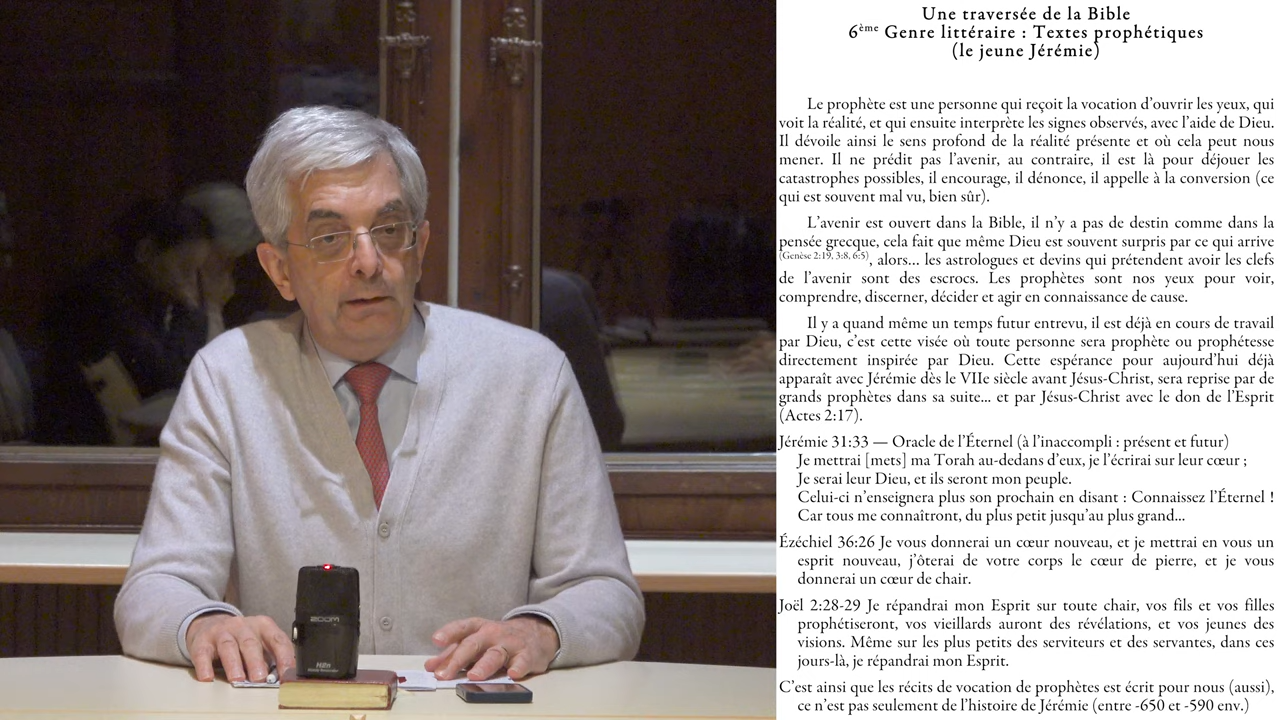 Une traversée de la Bible
6ème Genre littéraire : Textes prophétiques
(le jeune Jérémie)
Le prophète est une personne qui reçoit la vocation d'ouvrir les yeux, qui
voit la réalité, et qui ensuite interprète les signes observés, avec l'aide de Dieu.
Il dévoile ainsi le sens profond de la réalité présente et où cela peut nous
mener. Il ne prédit pas l'avenir, au contraire, il est là pour déjouer les
catastrophes possibles, il encourage, il dénonce, il appelle à la conversion (ce
qui est souvent mal vu, bien sûr).
L'avenir est ouvert dans la Bible, il n'y a pas de destin comme dans la
pensée grecque, cela fait que même Dieu est souvent surpris par ce qui arrive
(Genèse 2:19, 3:8, 6:5), alors... les astrologues et devins qui prétendent avoir les clefs
de l'avenir sont des escrocs. Les prophètes sont nos yeux pour voir,
comprendre, discerner, décider et agir en connaissance de cause.
Il y a quand même un temps futur entrevu, il est déjà en cours de travail
par Dieu, c'est cette visée où toute personne sera prophète ou prophétesse
directement inspirée par Dieu. Cette espérance pour aujourd'hui déjà
apparaît avec Jérémie dès le VIIe siècle avant Jésus-Christ, sera reprise par de
grands prophètes dans sa suite... et par Jésus-Christ avec le don de l'Esprit
(Actes 2:17).
Jérémie 31:33 — Oracle de l'Éternel (à l'inaccompli : présent et futur)
Je mettrai [mets] ma Torah au-dedans d'eux, je l'écrirai sur leur cœur ;
Je serai leur Dieu, et ils seront mon peuple.
Celui-ci n'enseignera plus son prochain en disant : Connaissez l'Éternel !
Car tous me connaîtront, du plus petit jusqu'au plus grand...
Ézéchiel 36:26 Je vous donnerai un cœur nouveau, et je mettrai en vous un
esprit nouveau, j'ôterai de votre corps le cœur de pierre, et je vous
donnerai un cœur de chair.
Joël 2:28-29 Je répandrai mon Esprit sur toute chair, vos fils et vos filles
prophétiseront, vos vieillards auront des révélations, et vos jeunes des
visions. Même sur les plus petits des serviteurs et des servantes, dans ces
jours-là, je répandrai mon Esprit.
C'est ainsi que les récits de vocation de prophètes est écrit pour nous (aussi),
ce n'est pas seulement de l'histoire de Jérémie (entre -650 et -590 env.)
zoom
H2n